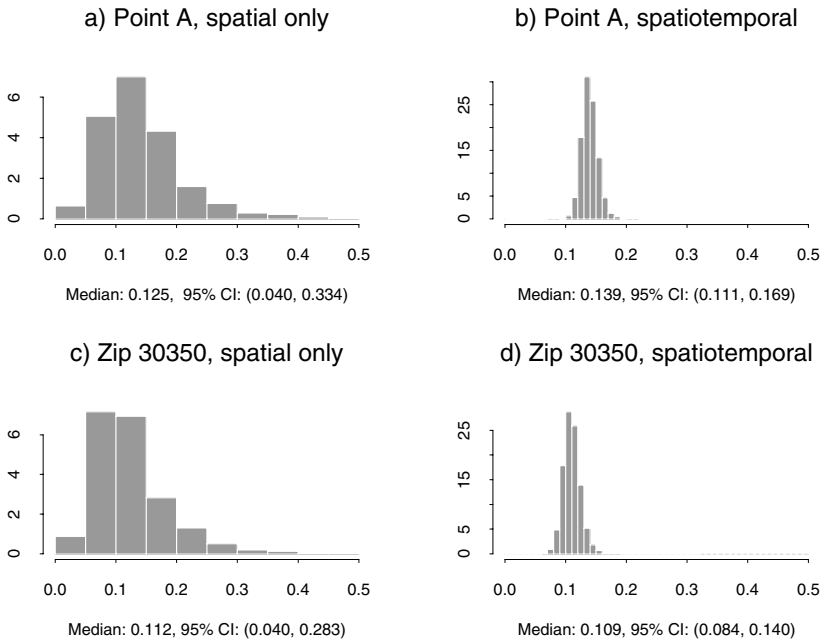 a) Point A, spatial only
6
4
2
0
0.0 0.1 0.2 0.3 0.4 0.5
Median: 0.125, 95% CI: (0.040, 0.334)
b) Point A, spatiotemporal
25
15
5
0
0.0 0.1 0.2 0.3 0.4 0.5
Median: 0.139, 95% CI: (0.111, 0.169)
c) Zip 30350, spatial only
6
4
2
0
0.0 0.1 0.2 0.3 0.4 0.5
Median: 0.112, 95% CI: (0.040, 0.283)
d) Zip 30350, spatiotemporal
25
15
5
0
0.0 0.1 0.2 0.3 0.4 0.5
Median: 0.109, 95% CI: (0.084, 0.140)